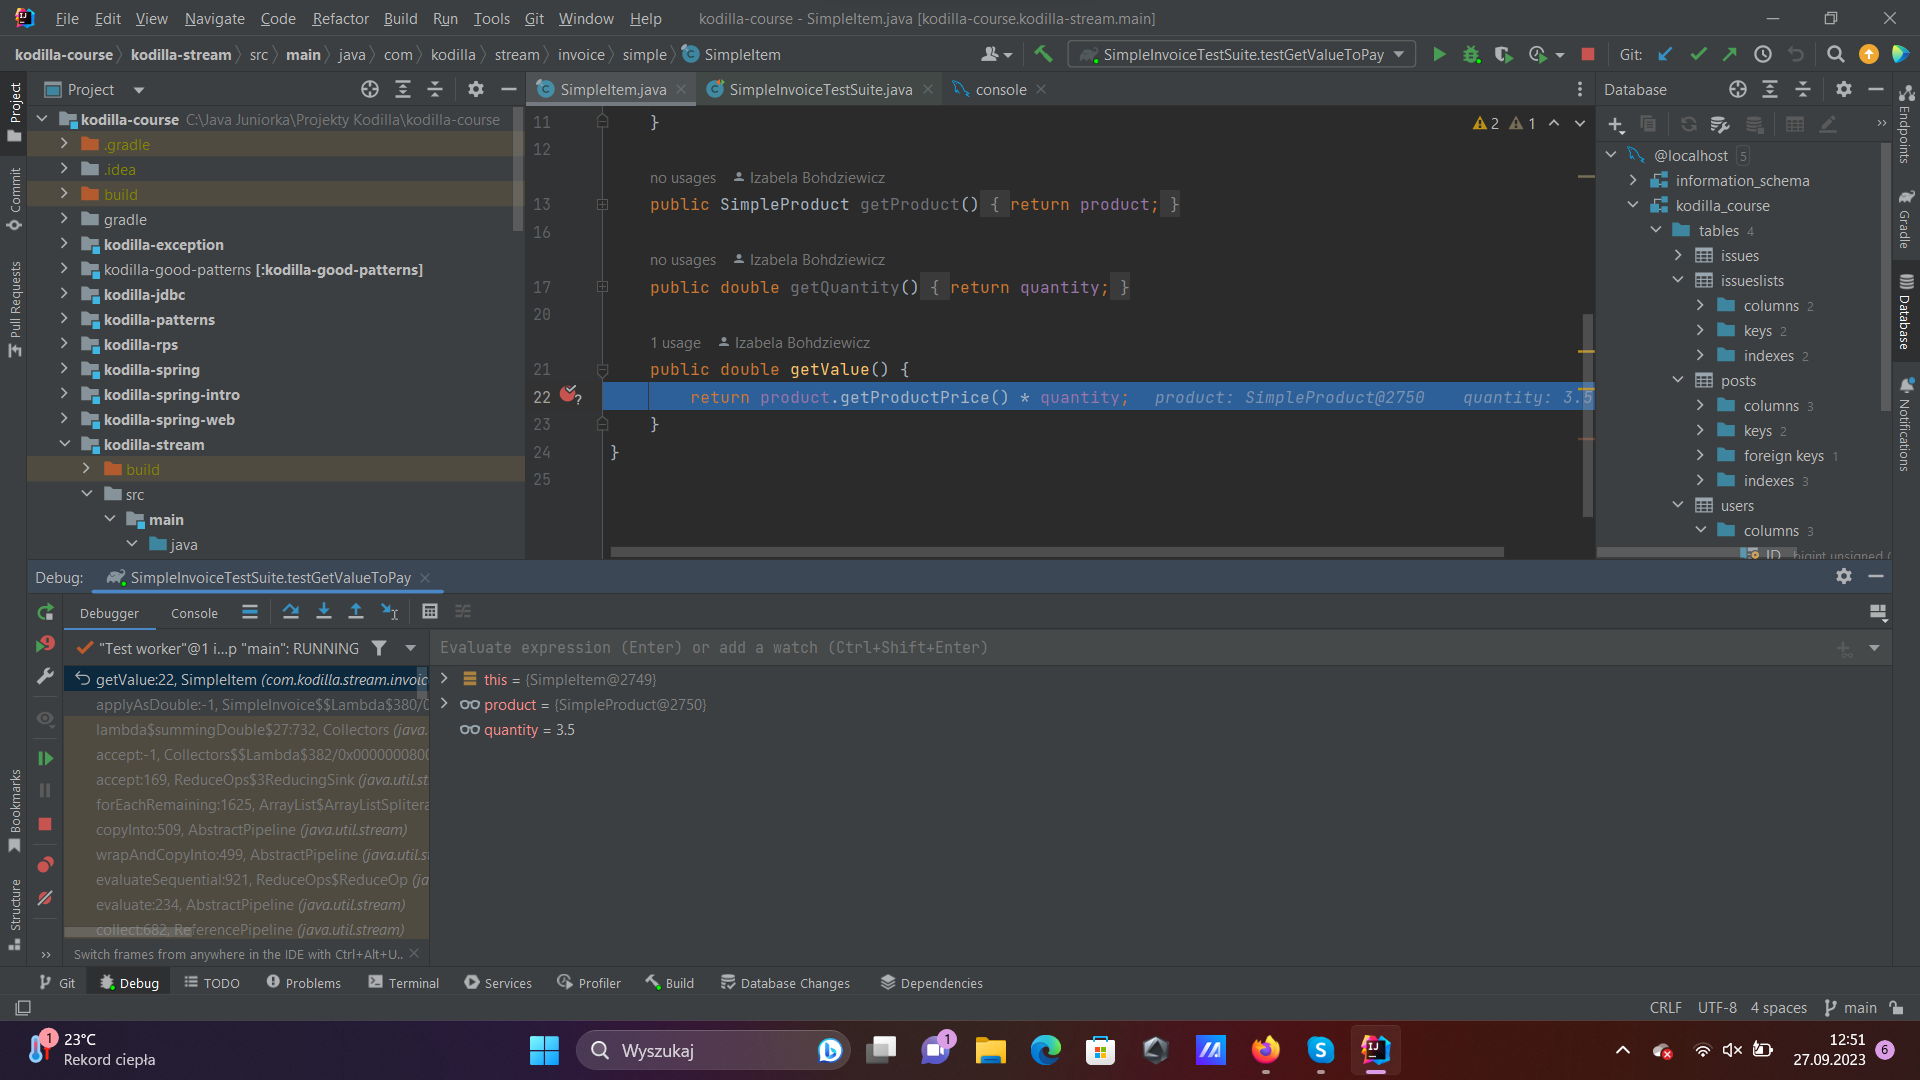 File Edit View Navigate Code Refactor Build Run Tools Git Window Help kodilla-course - SimpleItem.java [kodilla-course.kodilla-stream.main]
kodilla-course kodilla-stream src main java com kodilla stream invoice simple SimpleItem SimpleInvoiceTestSuite.testGetValueToPay Git:
Project SimpleItem.java SimpleInvoiceTestSuite.java console Database
kodilla-course C:\Java Juniorka\Projekty Kodilla\kodilla-course
.gradle
.idea
build
gradle
kodilla-exception
kodilla-good-patterns [:kodilla-good-patterns]
kodilla-jdbc
kodilla-patterns
kodilla-rps
kodilla-spring
kodilla-spring-intro
kodilla-spring-web
kodilla-stream
build
src
main
java
11 }
2 1
12
no usages Izabela Bohdziewicz
13 public SimpleProduct getProduct() { return product; }
16
no usages Izabela Bohdziewicz
17 public double getQuantity() { return quantity; }
20
1 usage Izabela Bohdziewicz
21 public double getValue() {
22 return product.getProductPrice() * quantity; product: SimpleProduct@2750 quantity: 3.5
23 }
24 }
25
@localhost 5
information_schema
kodilla_course
tables 4
issues
issuelists
columns 2
keys 2
indexes 2
posts
columns 3
keys 2
foreign keys 1
indexes 3
users
columns 3
ID bigint unsigned (
Project
Commit
Pull Requests
Bookmarks
Structure
Endpoints
Gradle
Database
Notifications
Debug: SimpleInvoiceTestSuite.testGetValueToPay
Debugger Console
"Test worker"@1 i...p "main": RUNNING
Evaluate expression (Enter) or add a watch (Ctrl+Shift+Enter)
getValue:22, SimpleItem (com.kodilla.stream.invoic
applyAsDouble:-1, SimpleInvoice$$Lambda$380/0
lambda$summingDouble$27:732, Collectors (java.
accept:-1, Collectors$$Lambda$382/0x0000000800
accept:169, ReduceOps$3ReducingSink (java.util.st
forEachRemaining:1625, ArrayList$ArrayListSplitera
copyInto:509, AbstractPipeline (java.util.stream)
wrapAndCopyInto:499, AbstractPipeline (java.util.st
evaluateSequential:921, ReduceOps$ReduceOp (ja
evaluate:234, AbstractPipeline (java.util.stream)
collect:682, ReferencePipeline (java.util.stream)
Switch frames from anywhere in the IDE with Ctrl+Alt+U..
this = {SimpleItem@2749}
product = {SimpleProduct@2750}
quantity = 3.5
Git Debug TODO Problems Terminal Services Profiler Build Database Changes Dependencies
CRLF UTF-8 4 spaces main
1
23°C
Rekord ciepła
Wyszukaj
1
12:51
27.09.2023
6